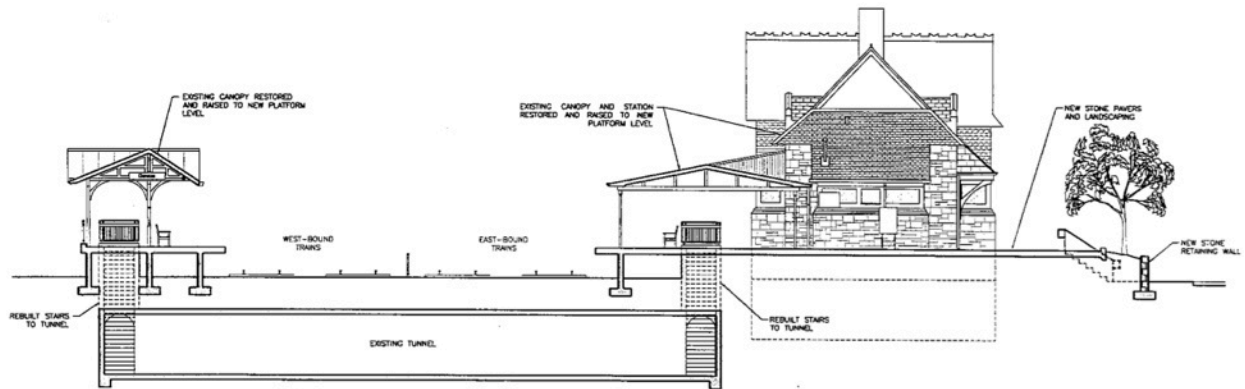 EXISTING CANOPY RESTORED
AND RAISED TO NEW PLATFORM
LEVEL
EXISTING CANOPY AND STATION
RESTORED AND RAISED TO NEW
PLATFORM LEVEL
NEW STONE PAVERS
AND LANDSCAPING
WEST-BOUND
TRAINS
EAST-BOUND
TRAINS
NEW STONE
RETAINING WALL
REBUILT STAIRS
TO TUNNEL
REBUILT STAIRS
TO TUNNEL
EXISTING TUNNEL